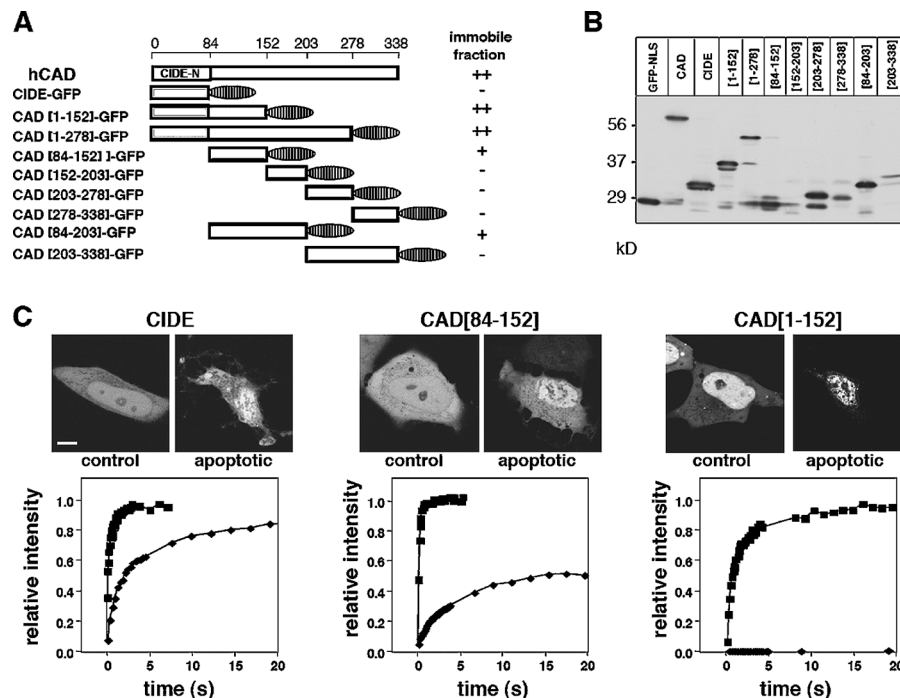 A
0 84 152 203 278 338
immobile
fraction
hCAD CIDE-N ++
CIDE-GFP -
CAD [1-152]-GFP ++
CAD [1-278]-GFP ++
CAD [84-152] ]-GFP +
CAD [152-203]-GFP -
CAD [203-278]-GFP -
CAD [278-338]-GFP -
CAD [84-203]-GFP +
CAD [203-338]-GFP -
B
GFP-NLS
CAD
CIDE
[1-152]
[1-278]
[84-152]
[152-203]
[203-278]
[278-338]
[84-203]
[203-338]
56
37
29
kD
C
CIDE
control apoptotic
relative intensity
1.0
0.8
0.6
0.4
0.2
0.0
0 5 10 15 20
time (s)
CAD[84-152]
control apoptotic
relative intensity
1.0
0.8
0.6
0.4
0.2
0.0
0 5 10 15 20
time (s)
CAD[1-152]
control apoptotic
relative intensity
1.0
0.8
0.6
0.4
0.2
0.0
0 5 10 15 20
time (s)